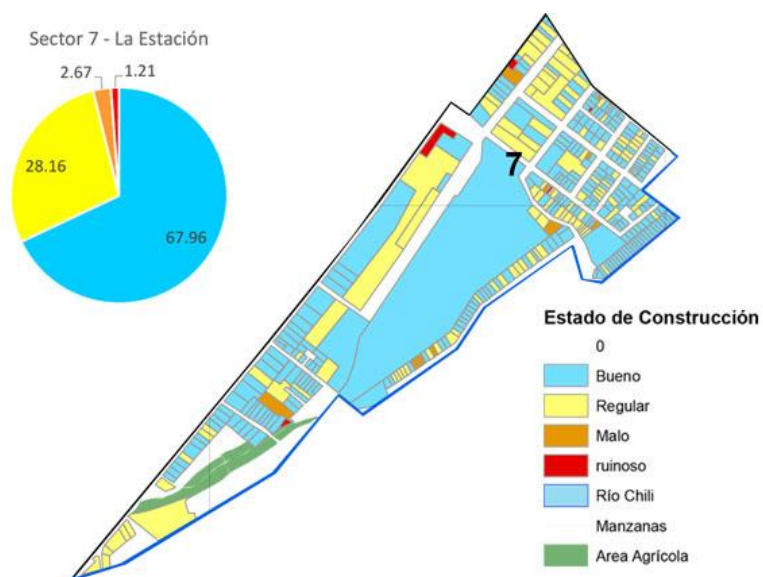 Sector 7 - La Estación
2.67
1.21
28.16
67.96
7
Estado de Construcción
0
Bueno
Regular
Malo
ruinoso
Río Chili
Manzanas
Area Agrícola